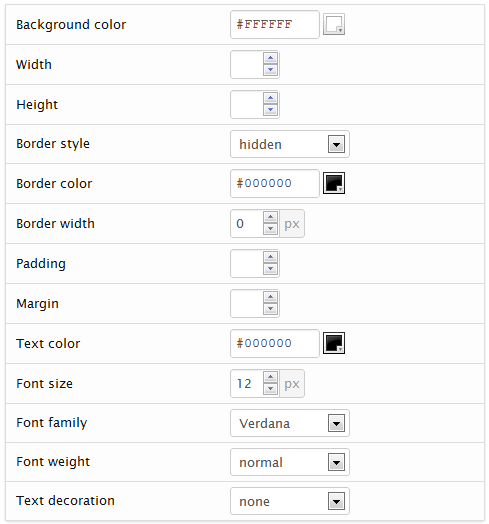 Background color #FFFFFF
Width
Height
Border style hidden
Border color #000000
Border width 0 px
Padding
Margin
Text color #000000
Font size 12 px
Font family Verdana
Font weight normal
Text decoration none